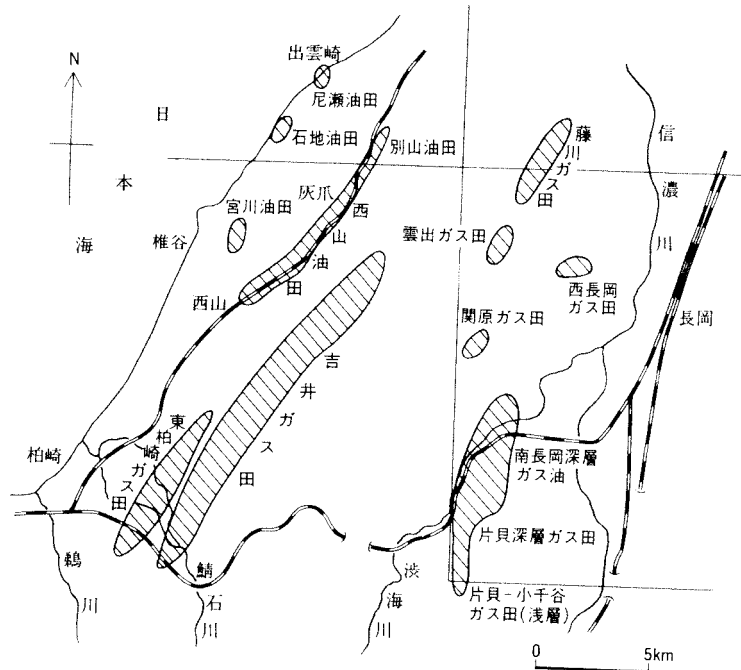 N
日本海
出雲崎
尼瀬油田
石地油田
別山油田
灰爪
西山油田
宮川油田
椎谷
西山
藤川ガス田
信濃川
雲出ガス田
西長岡
ガス田
関原ガス田
長岡
吉井ガス田
東柏崎ガス田
柏崎
南長岡深層
ガス油
片貝深層ガス田
鵜川
鯖石川
渋海川
片貝-小千谷
ガス田(浅層)
0 5km